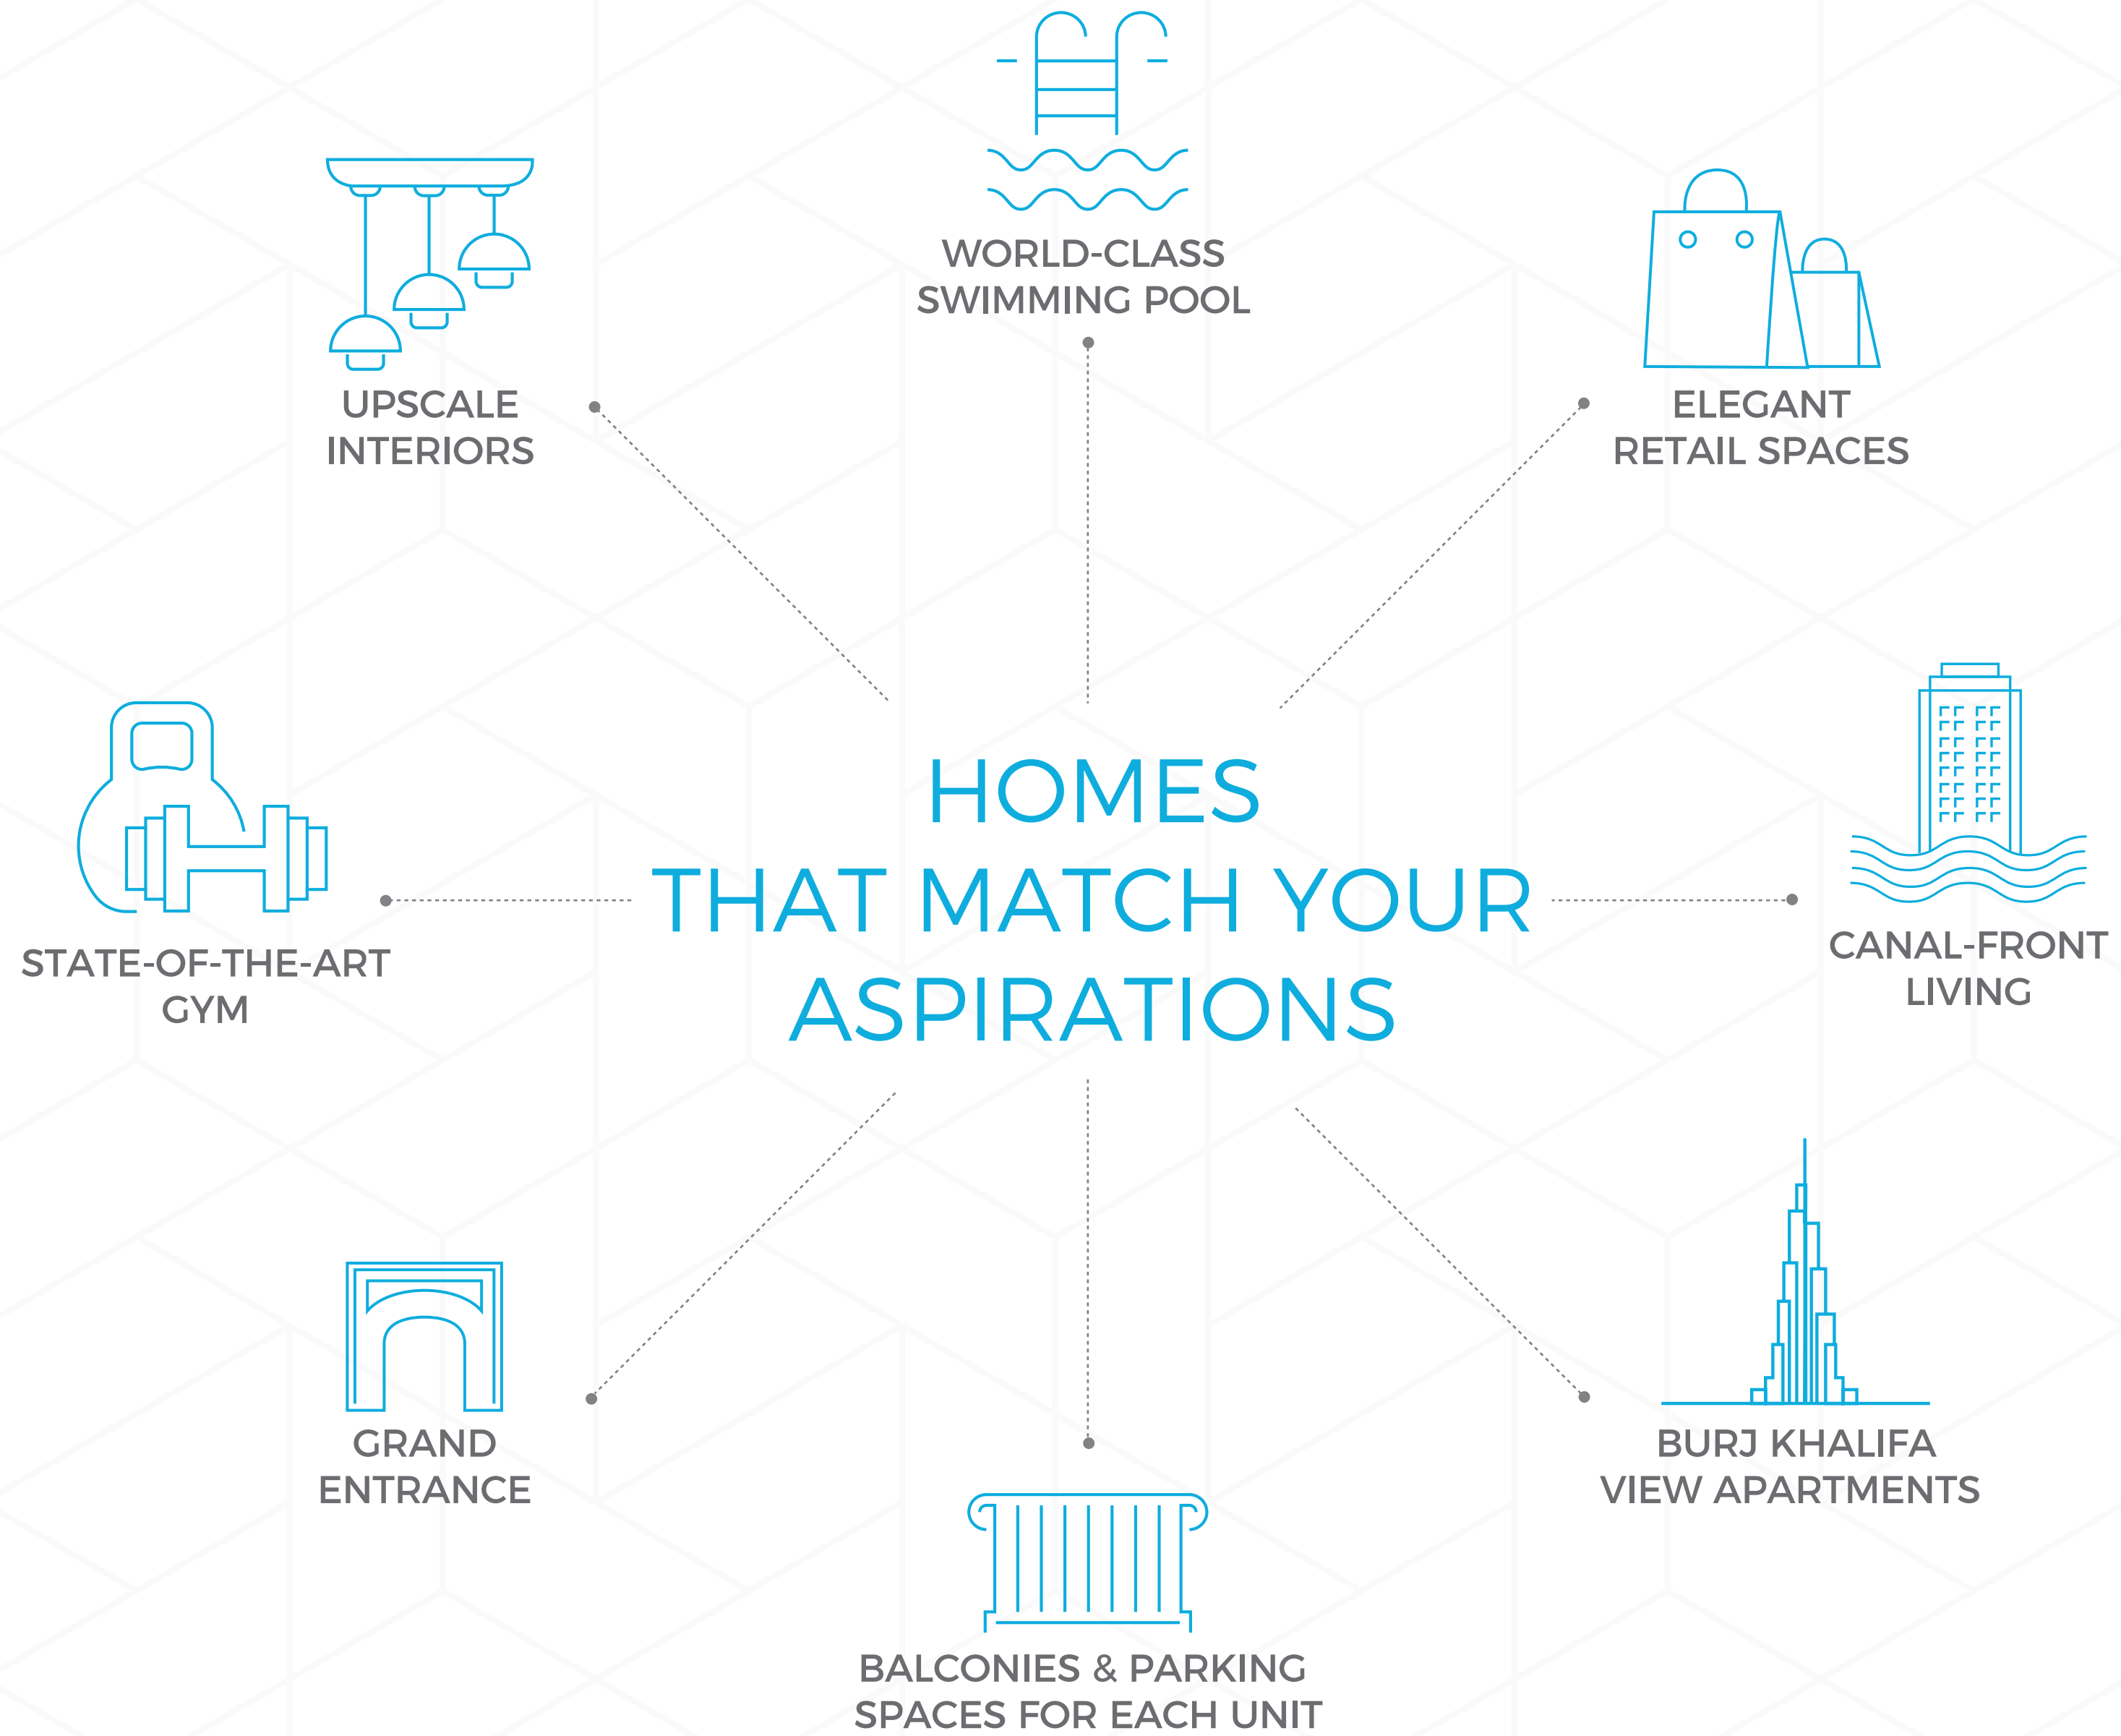 WORLD-CLASS
SWIMMING POOL
UPSCALE
INTERIORS
ELEGANT
RETAIL SPACES
HOMES
THAT MATCH YOUR
ASPIRATIONS
STATE-OF-THE-ART
GYM
CANAL-FRONT
LIVING
GRAND
ENTRANCE
BURJ KHALIFA
VIEW APARTMENTS
BALCONIES & PARKING
SPACES FOR EACH UNIT